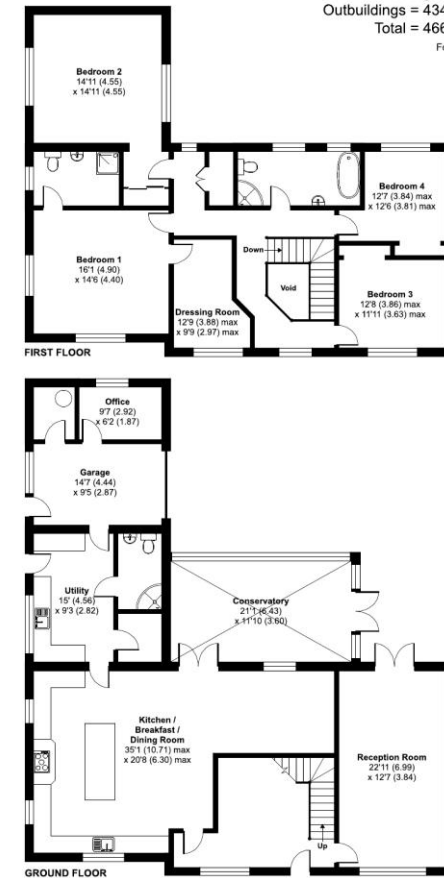 Outbuildings = 434
Total = 466
Fo
Bedroom 2
14'11 (4.55)
x 14'11 (4.55)
Bedroom 4
12'7 (3.84) max
x 12'6 (3.81) max
Bedroom 1
16'1 (4.90)
x 14'6 (4.40)
Down
Void
Dressing Room
12'9 (3.88) max
x 9'9 (2.97) max
Bedroom 3
12'8 (3.86) max
x 11'11 (3.63) max
FIRST FLOOR
Office
9'7 (2.92)
x 6'2 (1.87)
Garage
14'7 (4.44)
x 9'5 (2.87)
Utility
15' (4.56)
x 9'3 (2.82)
Conservatory
21'1 (6.43)
x 11'10 (3.60)
Kitchen /
Breakfast /
Dining Room
35'1 (10.71) max
x 20'8 (6.30) max
Reception Room
22'11 (6.99)
x 12'7 (3.84)
Up
GROUND FLOOR